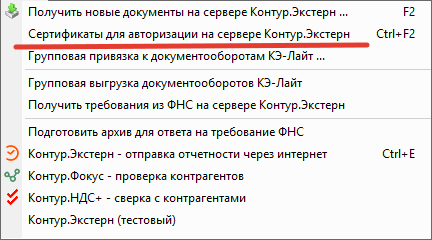 Получить новые документы на сервере Контур.Экстерн ... F2
Сертификаты для авторизации на сервере Контур.Экстерн Ctrl+F2
Групповая привязка к документооборотам КЭ-Лайт ...
Групповая выгрузка документооборотов КЭ-Лайт
Получить требования из ФНС на сервере Контур.Экстерн
Подготовить архив для ответа на требование ФНС
Контур.Экстерн - отправка отчетности через интернет Ctrl+E
Контур.Фокус - проверка контрагентов
Контур.НДС+ - сверка с контрагентами
Контур.Экстерн (тестовый)